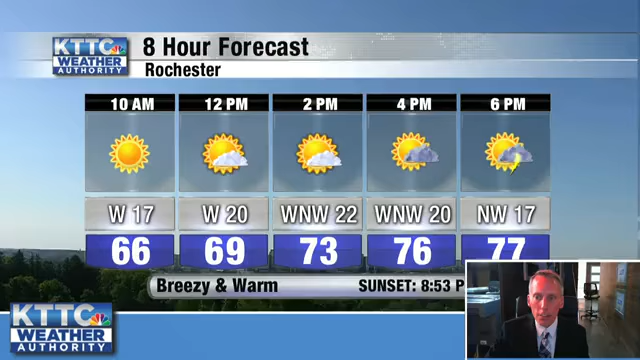 KTTC
WEATHER
AUTHORITY
8 Hour Forecast
Rochester
10 AM 12 PM 2 PM 4 PM 6 PM
W 17 W 20 WNW 22 WNW 20 NW 17
66 69 73 76 77
Breezy & Warm SUNSET: 8:53 P
KTTC
WEATHER
AUTHORITY